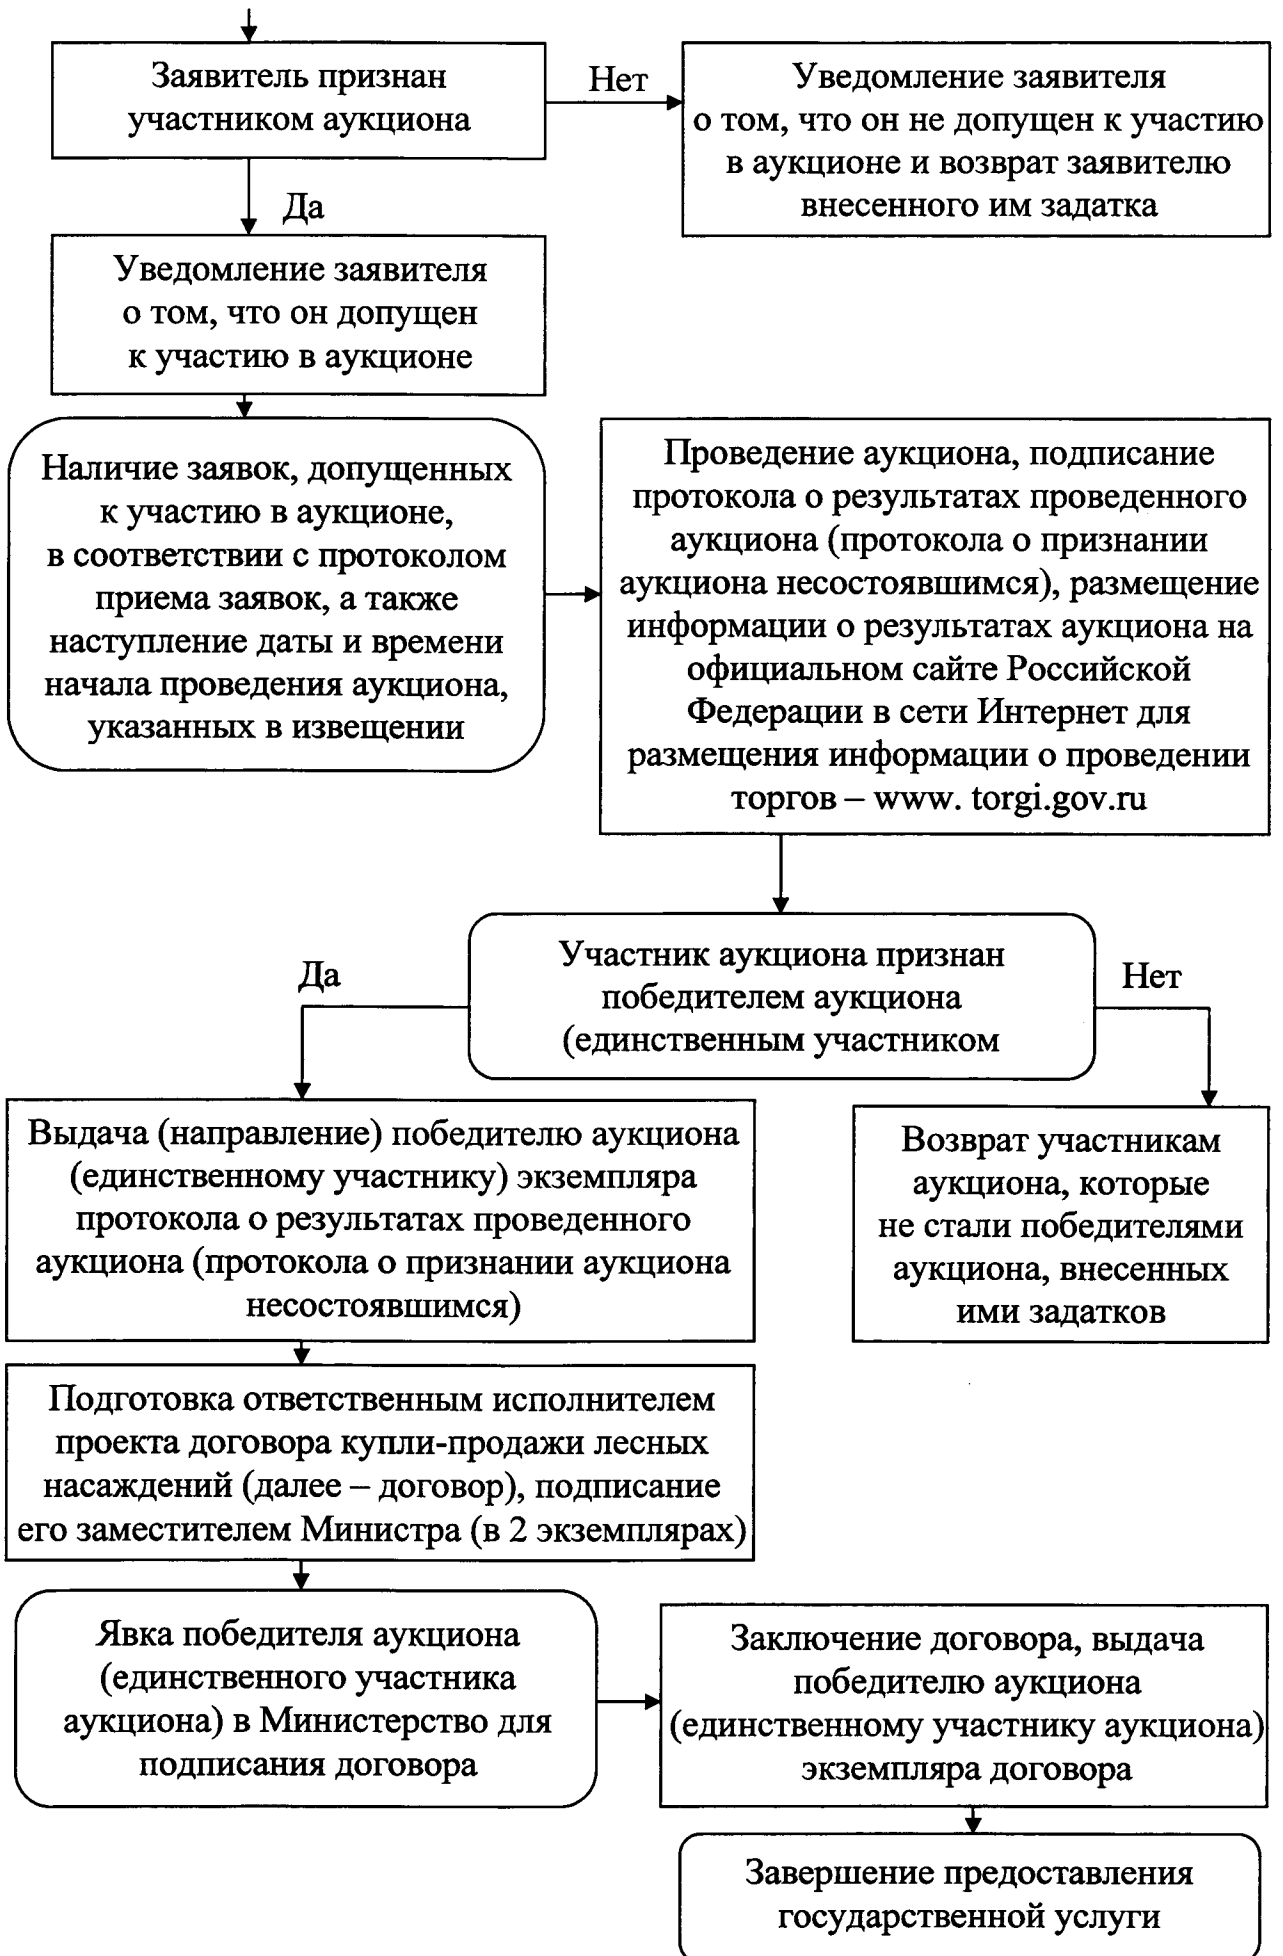 Заявитель признан
участником аукциона
Нет
Уведомление заявителя
о том, что он не допущен к участию
в аукционе и возврат заявителю
внесенного им задатка
Да
Уведомление заявителя
о том, что он допущен
к участию в аукционе
Наличие заявок, допущенных
к участию в аукционе,
в соответствии с протоколом
приема заявок, а также
наступление даты и времени
начала проведения аукциона,
указанных в извещении
Проведение аукциона, подписание
протокола о результатах проведенного
аукциона (протокола о признании
аукциона несостоявшимся), размещение
информации о результатах аукциона на
официальном сайте Российской
Федерации в сети Интернет для
размещения информации о проведении
торгов – www. torgi.gov.ru
Участник аукциона признан
победителем аукциона
(единственным участником
Да
Нет
Выдача (направление) победителю аукциона
(единственному участнику) экземпляра
протокола о результатах проведенного
аукциона (протокола о признании аукциона
несостоявшимся)
Возврат участникам
аукциона, которые
не стали победителями
аукциона, внесенных
ими задатков
Подготовка ответственным исполнителем
проекта договора купли-продажи лесных
насаждений (далее – договор), подписание
его заместителем Министра (в 2 экземплярах)
Явка победителя аукциона
(единственного участника
аукциона) в Министерство для
подписания договора
Заключение договора, выдача
победителю аукциона
(единственному участнику аукциона)
экземпляра договора
Завершение предоставления
государственной услуги